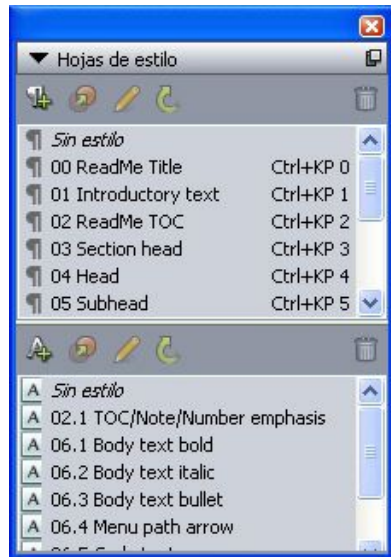 Hojas de estilo
Sin estilo
00 ReadMe Title Ctrl+KP 0
01 Introductory text Ctrl+KP 1
02 ReadMe TOC Ctrl+KP 2
03 Section head Ctrl+KP 3
04 Head Ctrl+KP 4
05 Subhead Ctrl+KP 5
Sin estilo
02.1 TOC/Note/Number emphasis
06.1 Body text bold
06.2 Body text italic
06.3 Body text bullet
06.4 Menu path arrow